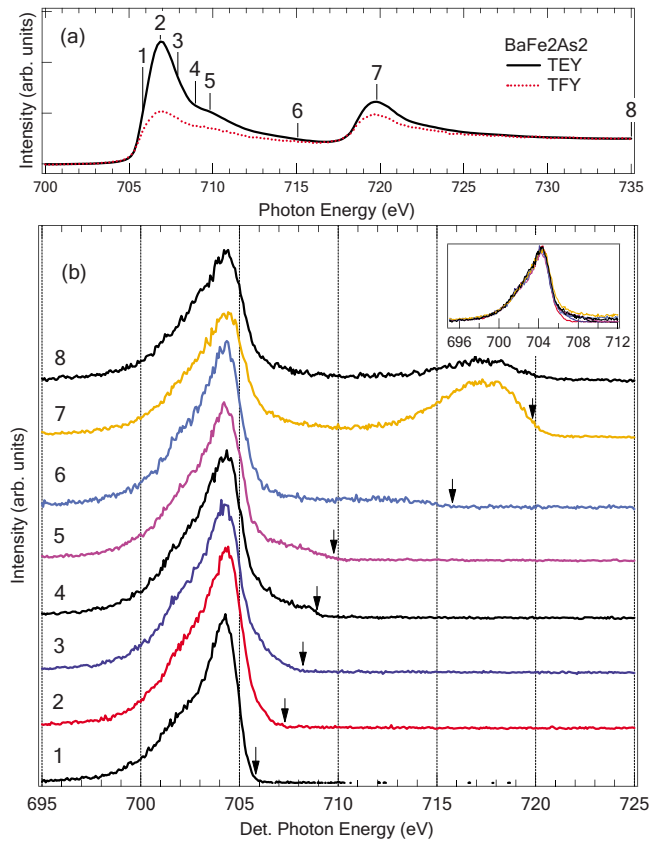 (a)
Intensity (arb. units)
1
2
3
4
5
6
7
8
BaFe2As2
TEY
TFY
700 705 710 715 720 725 730 735
Photon Energy (eV)
(b)
Intensity (arb. units)
696 700 704 708 712
8
7
6
5
4
3
2
1
695 700 705 710 715 720 725
Det. Photon Energy (eV)